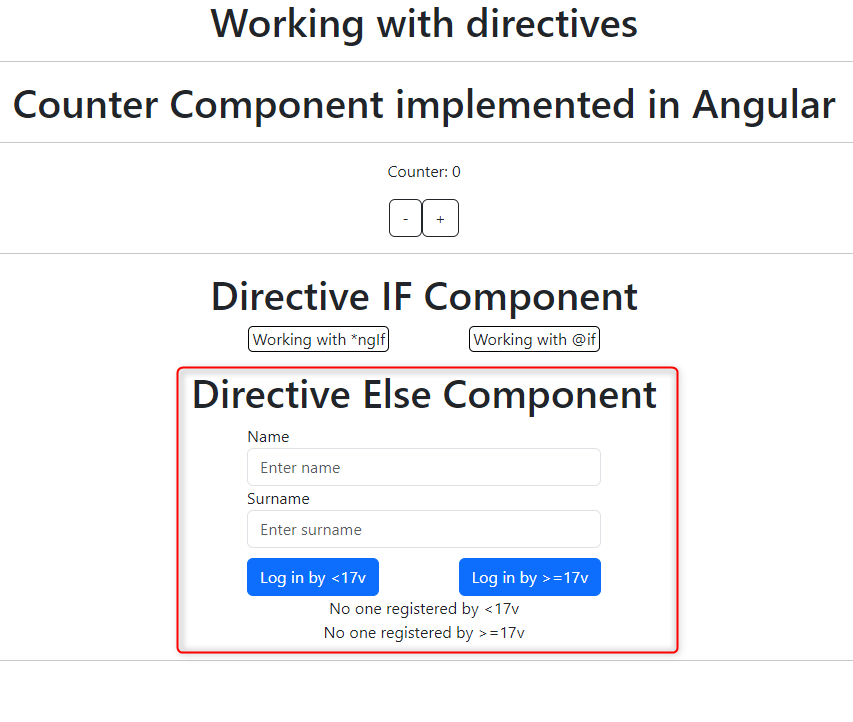 Working with directives
Counter Component implemented in Angular
Counter: 0
- +
Directive IF Component
Working with *ngIf Working with @if
Directive Else Component
Name
Enter name
Surname
Enter surname
Log in by <17v Log in by >=17v
No one registered by <17v
No one registered by >=17v